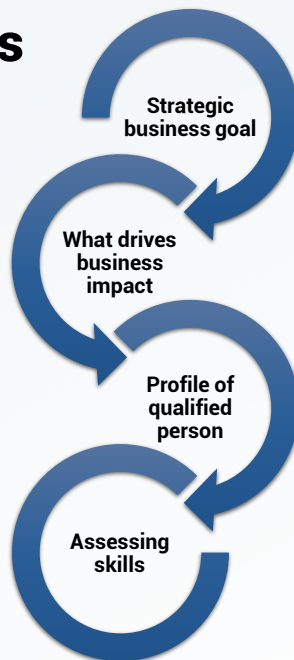 s
Strategic
business goal
What drives
business
impact
Profile of
qualified
person
Assessing
skills